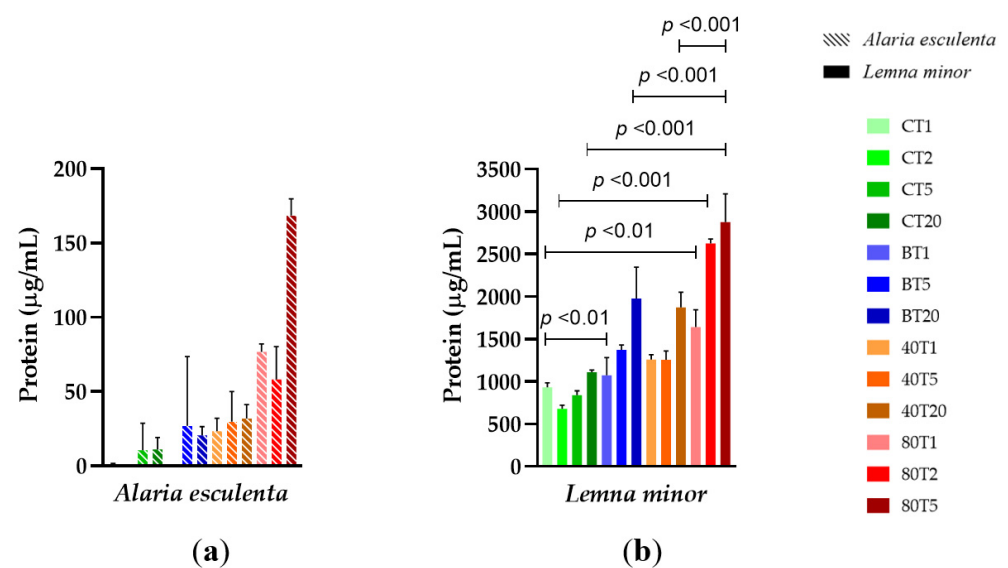 p <0.001
p <0.001
p <0.001
p <0.001
p <0.01
p <0.01
Alaria esculenta
Lemna minor
CT1
CT2
CT5
CT20
BT1
BT5
BT20
40T1
40T5
40T20
80T1
80T2
80T5
Protein (µg/mL)
200
150
100
50
0
Alaria esculenta
(a)
Protein (µg/mL)
3500
3000
2500
2000
1500
1000
500
0
Lemna minor
(b)